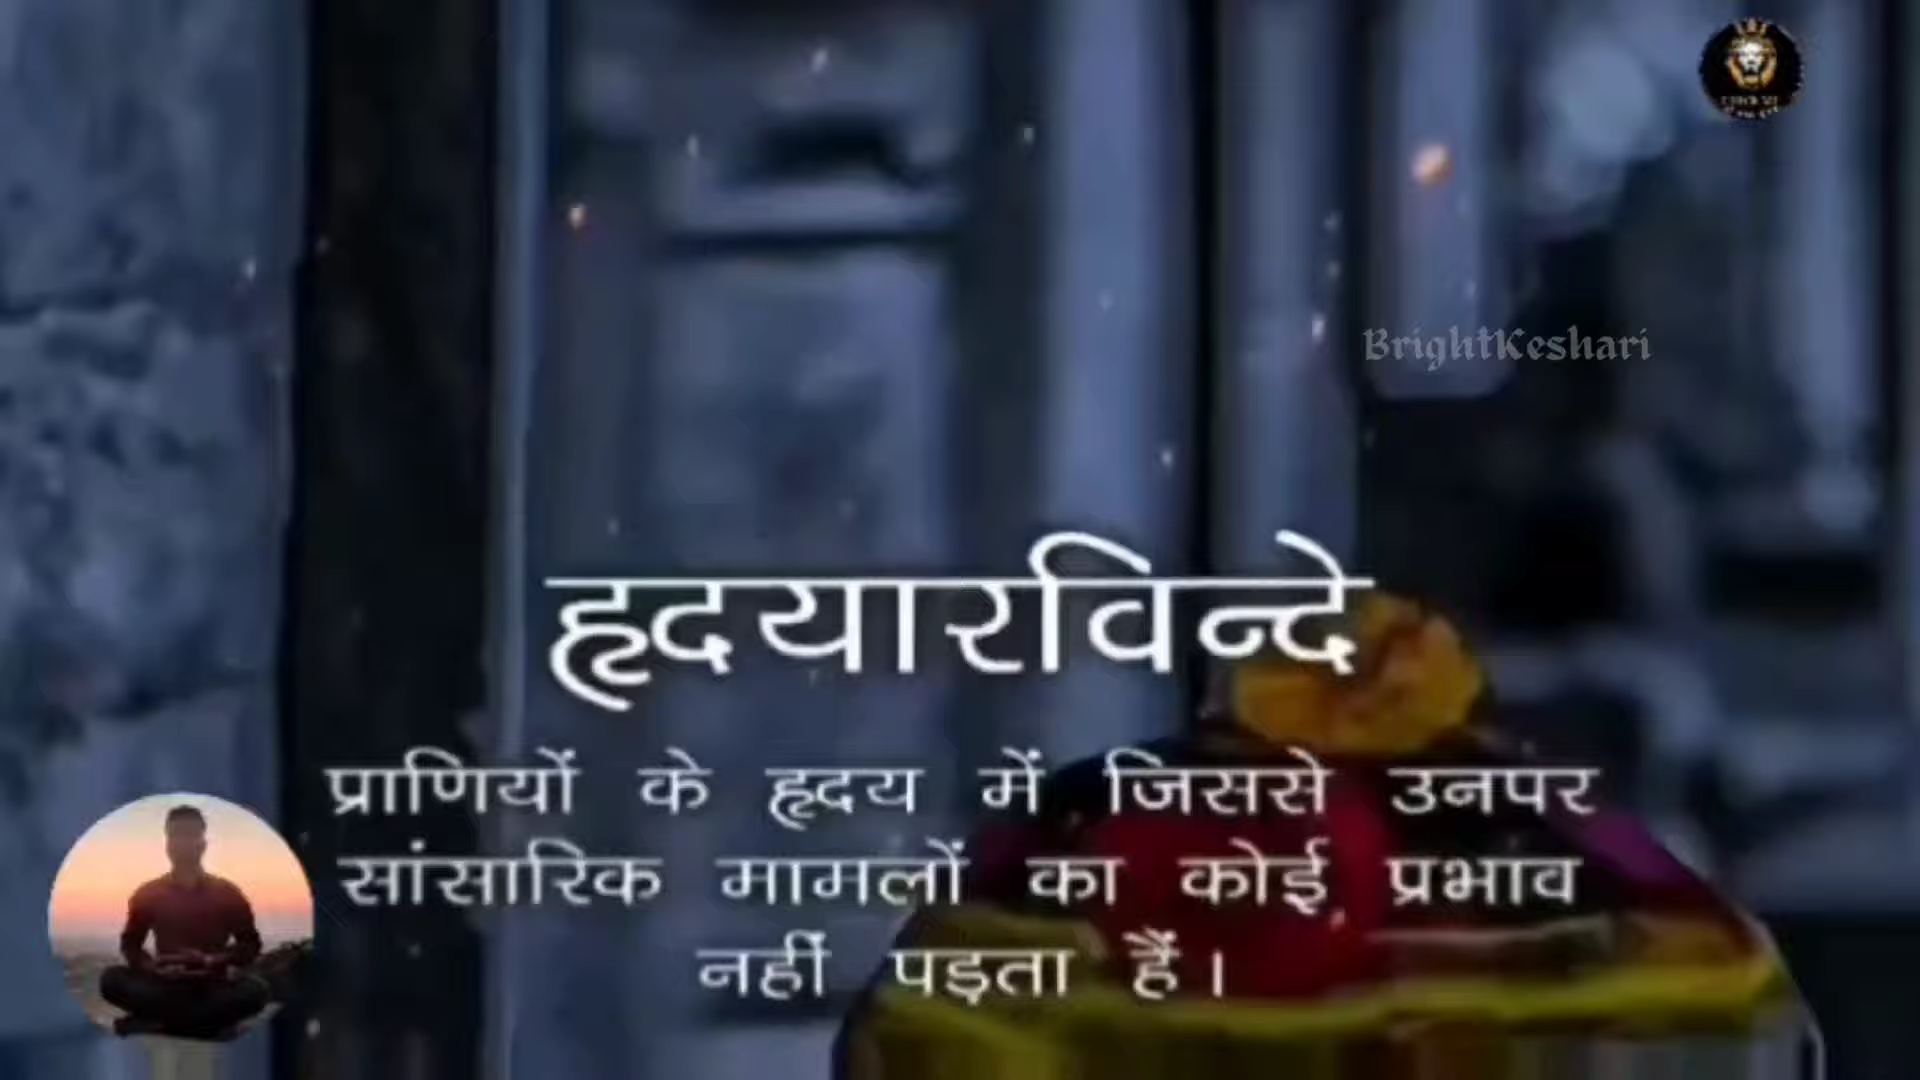 BrightKeshari
हृदयारविन्दे
प्राणियों के हृदय में जिससे उनपर
सांसारिक मामलों का कोई प्रभाव
नहीं पड़ता हैं।